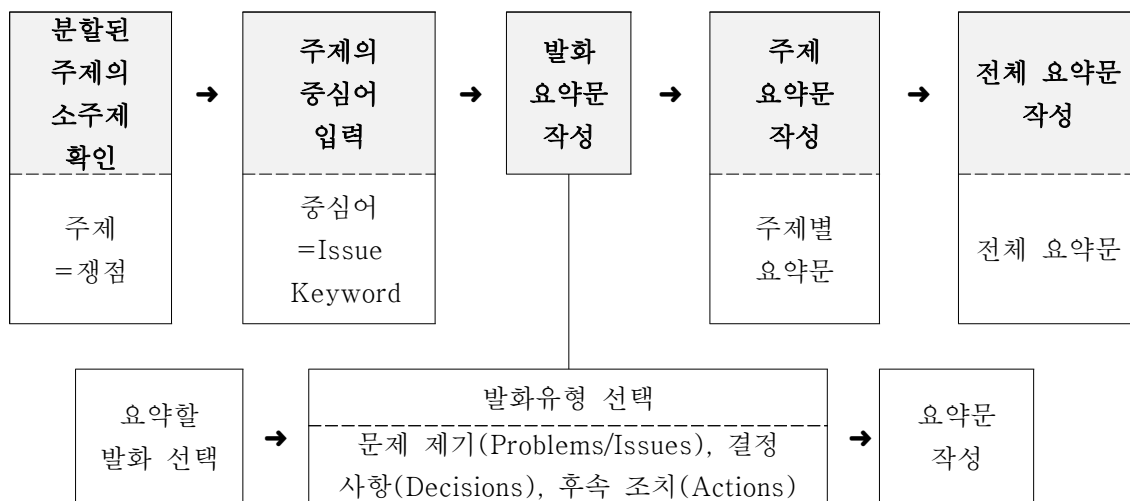 분할된
주제의
소주제
확인
주제
=쟁점
➜
주제의
중심어
입력
중심어
=Issue
Keyword
➜
발화
요약문
작성
➜
주제
요약문
작성
주제별
요약문
➜
전체 요약문
작성
전체 요약문
요약할
발화 선택
➜
발화유형 선택
문제 제기(Problems/Issues), 결정
사항(Decisions), 후속 조치(Actions)
➜
요약문
작성